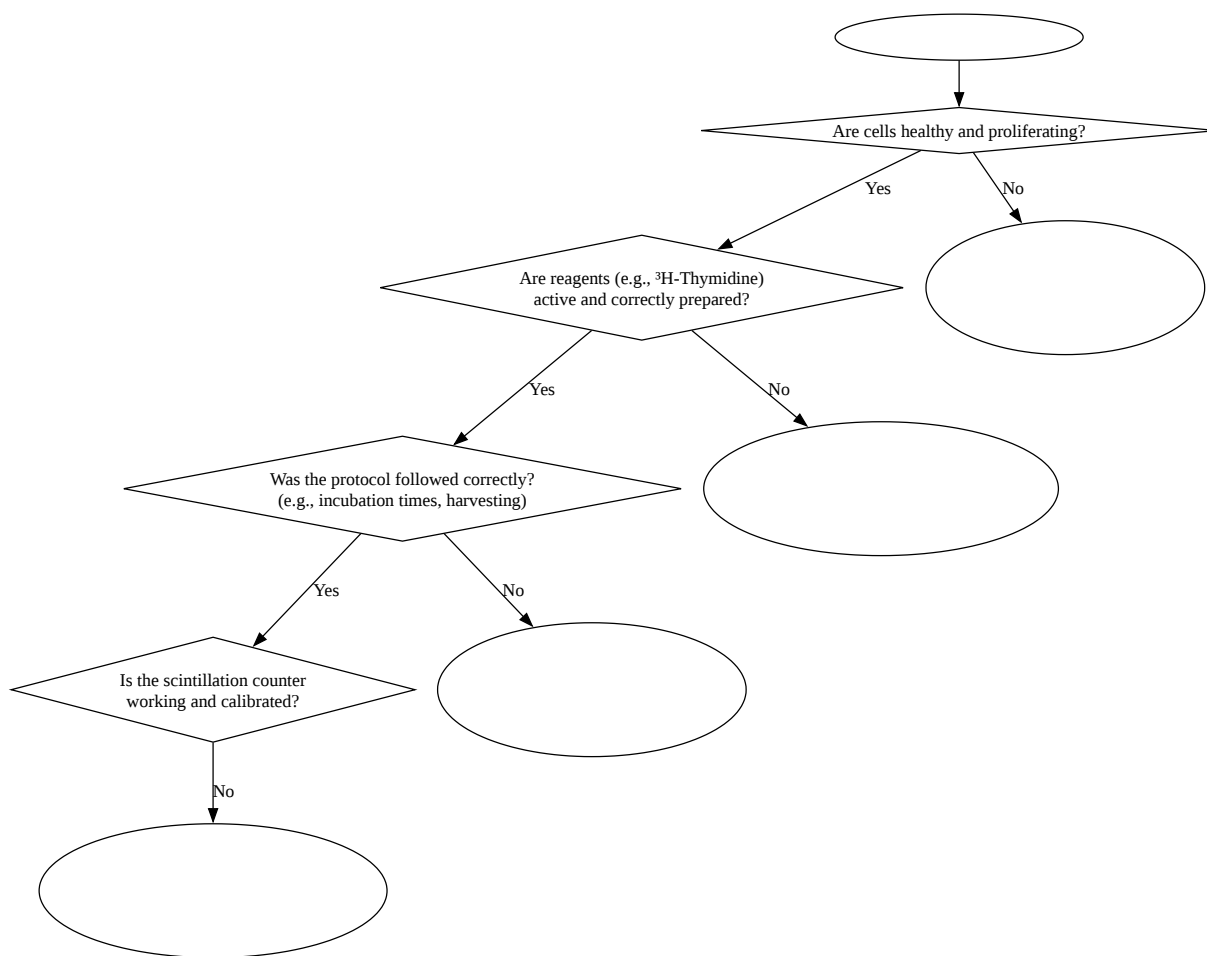 Are cells healthy and proliferating?
Yes
No
Are reagents (e.g., ³H-Thymidine)
active and correctly prepared?
Yes
No
Was the protocol followed correctly?
(e.g., incubation times, harvesting)
Yes
No
Is the scintillation counter
working and calibrated?
No